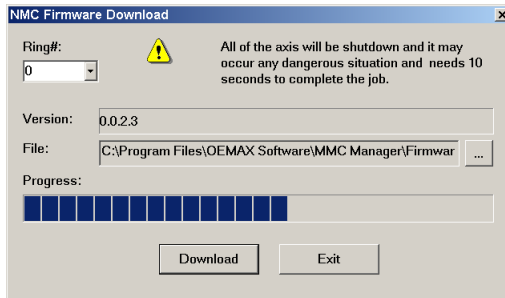 NMC Firmware Download
Ring#:
0
All of the axis will be shutdown and it may
occur any dangerous situation and needs 10
seconds to complete the job.
Version:
0.0.2.3
File:
C:\Program Files\OEMAX Software\MMC Manager\Firmwar
...
Progress:
Download
Exit